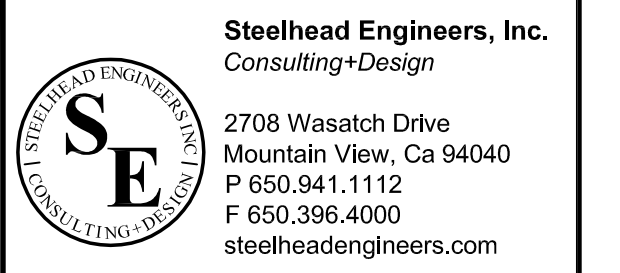 Steelhead Engineers, Inc.
Consulting+Design
STEELHEAD ENGINEERS INC
S
E
CONSULTING+DESIGN
2708 Wasatch Drive
Mountain View, Ca 94040
P 650.941.1112
F 650.396.4000
steelheadengineers.com